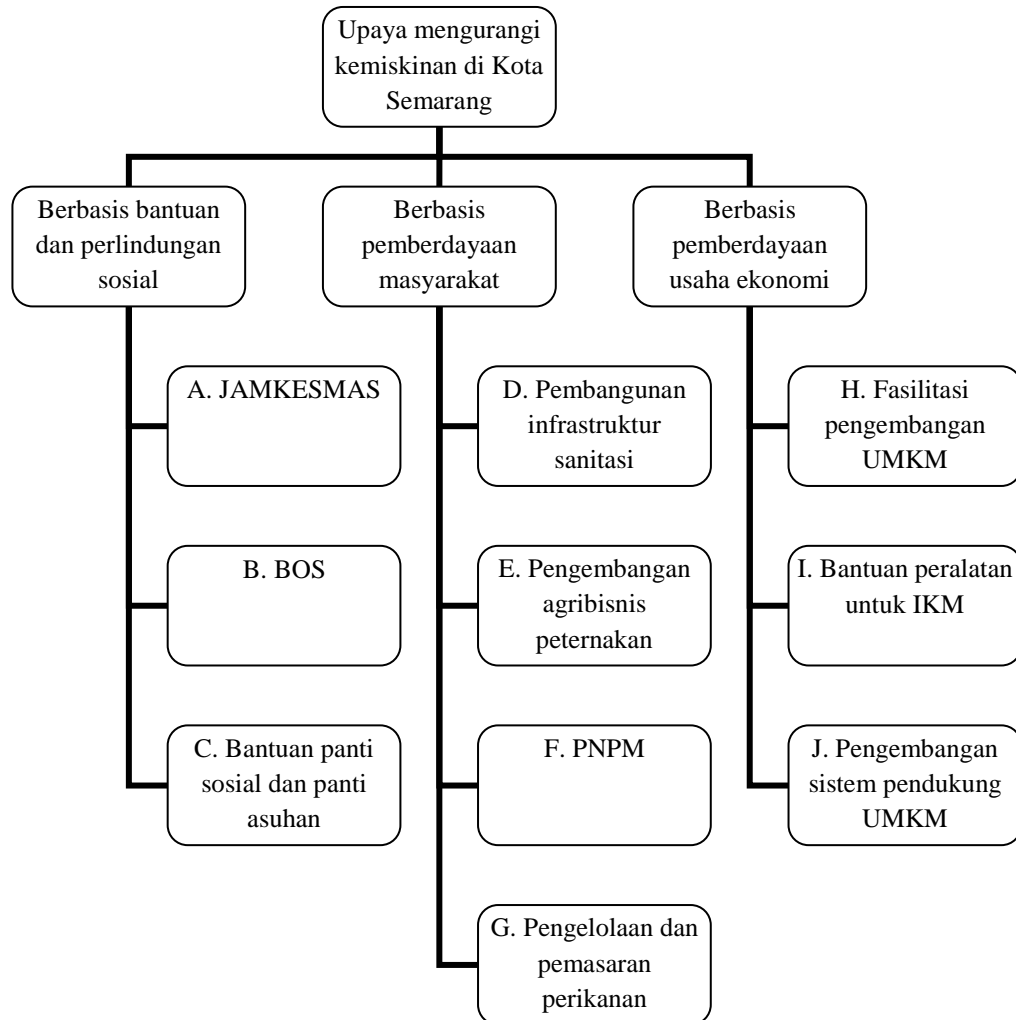 Upaya mengurangi
kemiskinan di Kota
Semarang
Berbasis bantuan
dan perlindungan
sosial
Berbasis
pemberdayaan
masyarakat
Berbasis
pemberdayaan
usaha ekonomi
A. JAMKESMAS
D. Pembangunan
infrastruktur
sanitasi
H. Fasilitasi
pengembangan
UMKM
B. BOS
E. Pengembangan
agribisnis
peternakan
I. Bantuan peralatan
untuk IKM
C. Bantuan panti
sosial dan panti
asuhan
F. PNPM
J. Pengembangan
sistem pendukung
UMKM
G. Pengelolaan dan
pemasaran
perikanan